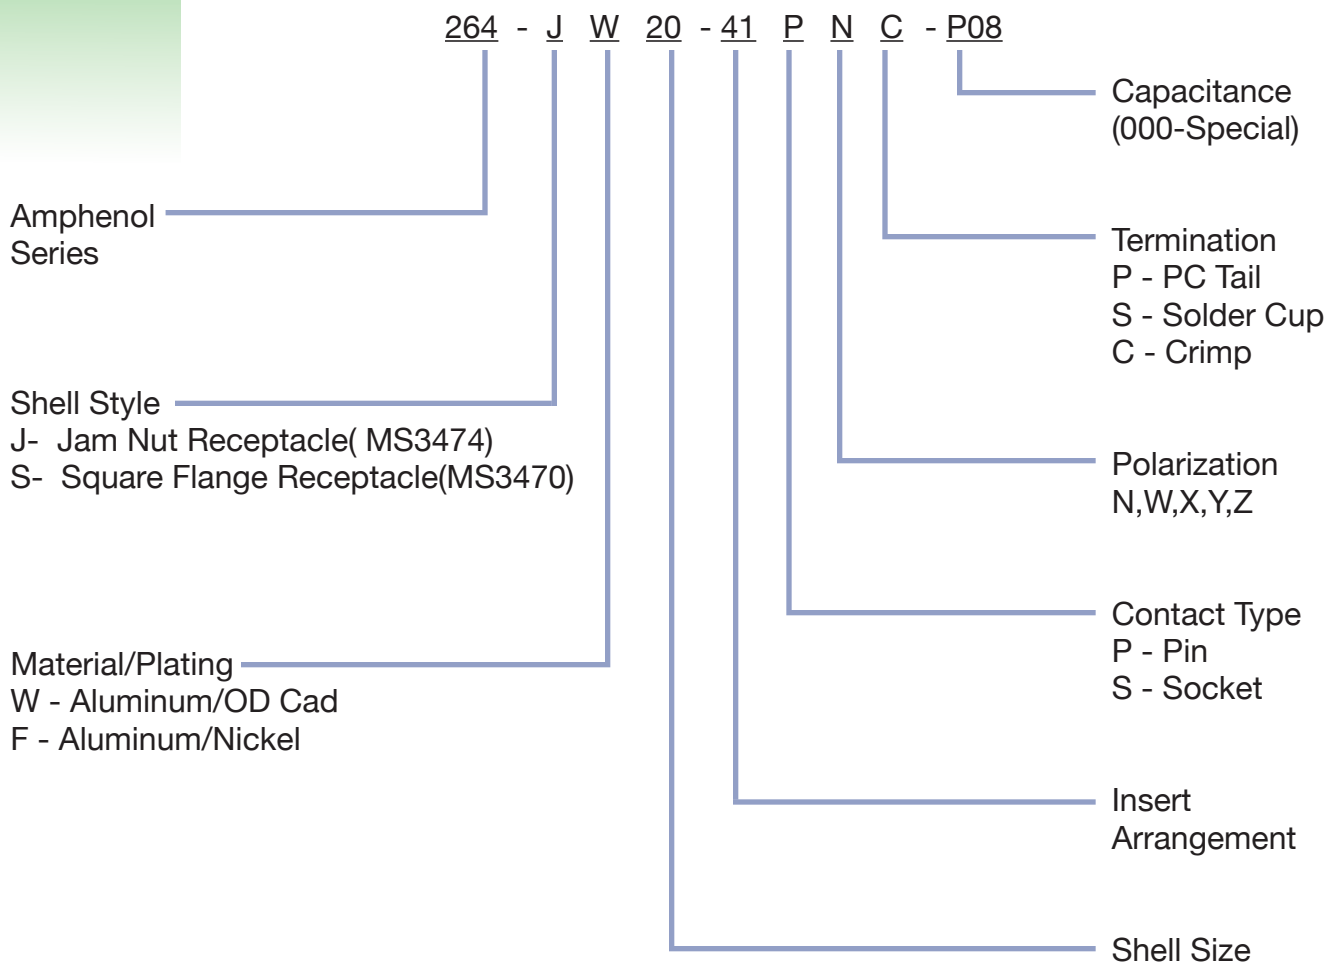 264 - J W 20 - 41 P N C - P08
Capacitance
(000-Special)
Amphenol
Series
Termination
P - PC Tail
S - Solder Cup
C - Crimp
Shell Style
J- Jam Nut Receptacle( MS3474)
S- Square Flange Receptacle(MS3470)
Polarization
N,W,X,Y,Z
Contact Type
P - Pin
S - Socket
Material/Plating
W - Aluminum/OD Cad
F - Aluminum/Nickel
Insert
Arrangement
Shell Size